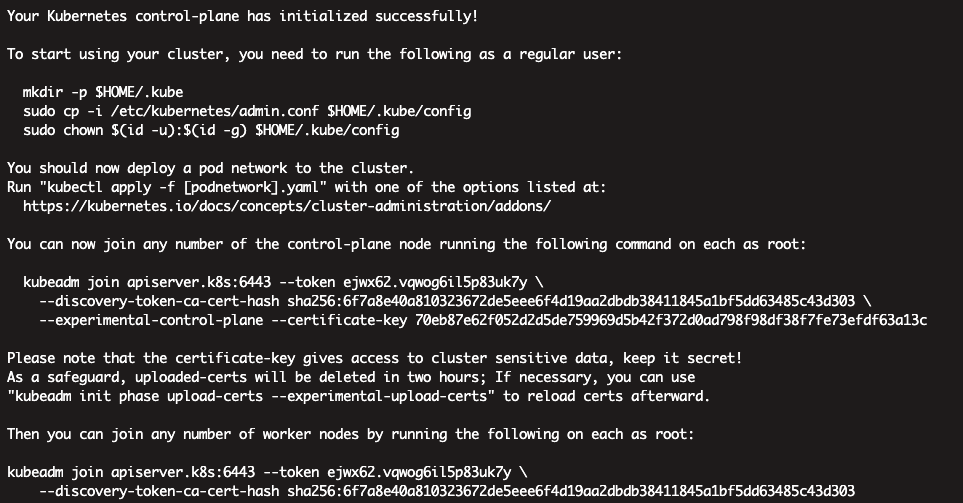 Your Kubernetes control-plane has initialized successfully!
To start using your cluster, you need to run the following as a regular user:
mkdir -p $HOME/.kube
sudo cp -i /etc/kubernetes/admin.conf $HOME/.kube/config
sudo chown $(id -u):$(id -g) $HOME/.kube/config
You should now deploy a pod network to the cluster.
Run "kubectl apply -f [podnetwork].yaml" with one of the options listed at:
https://kubernetes.io/docs/concepts/cluster-administration/addons/
You can now join any number of the control-plane node running the following command on each as root:
kubeadm join apiserver.k8s:6443 --token ejwx62.vqwog6il5p83uk7y \
--discovery-token-ca-cert-hash sha256:6f7a8e40a810323672de5eee6f4d19aa2dbdb38411845a1bf5dd63485c43d303 \
--experimental-control-plane --certificate-key 70eb87e62f052d2d5de759969d5b42f372d0ad798f98df38f7fe73efdf63a13c
Please note that the certificate-key gives access to cluster sensitive data, keep it secret!
As a safeguard, uploaded-certs will be deleted in two hours; If necessary, you can use
"kubeadm init phase upload-certs --experimental-upload-certs" to reload certs afterward.
Then you can join any number of worker nodes by running the following on each as root:
kubeadm join apiserver.k8s:6443 --token ejwx62.vqwog6il5p83uk7y \
--discovery-token-ca-cert-hash sha256:6f7a8e40a810323672de5eee6f4d19aa2dbdb38411845a1bf5dd63485c43d303